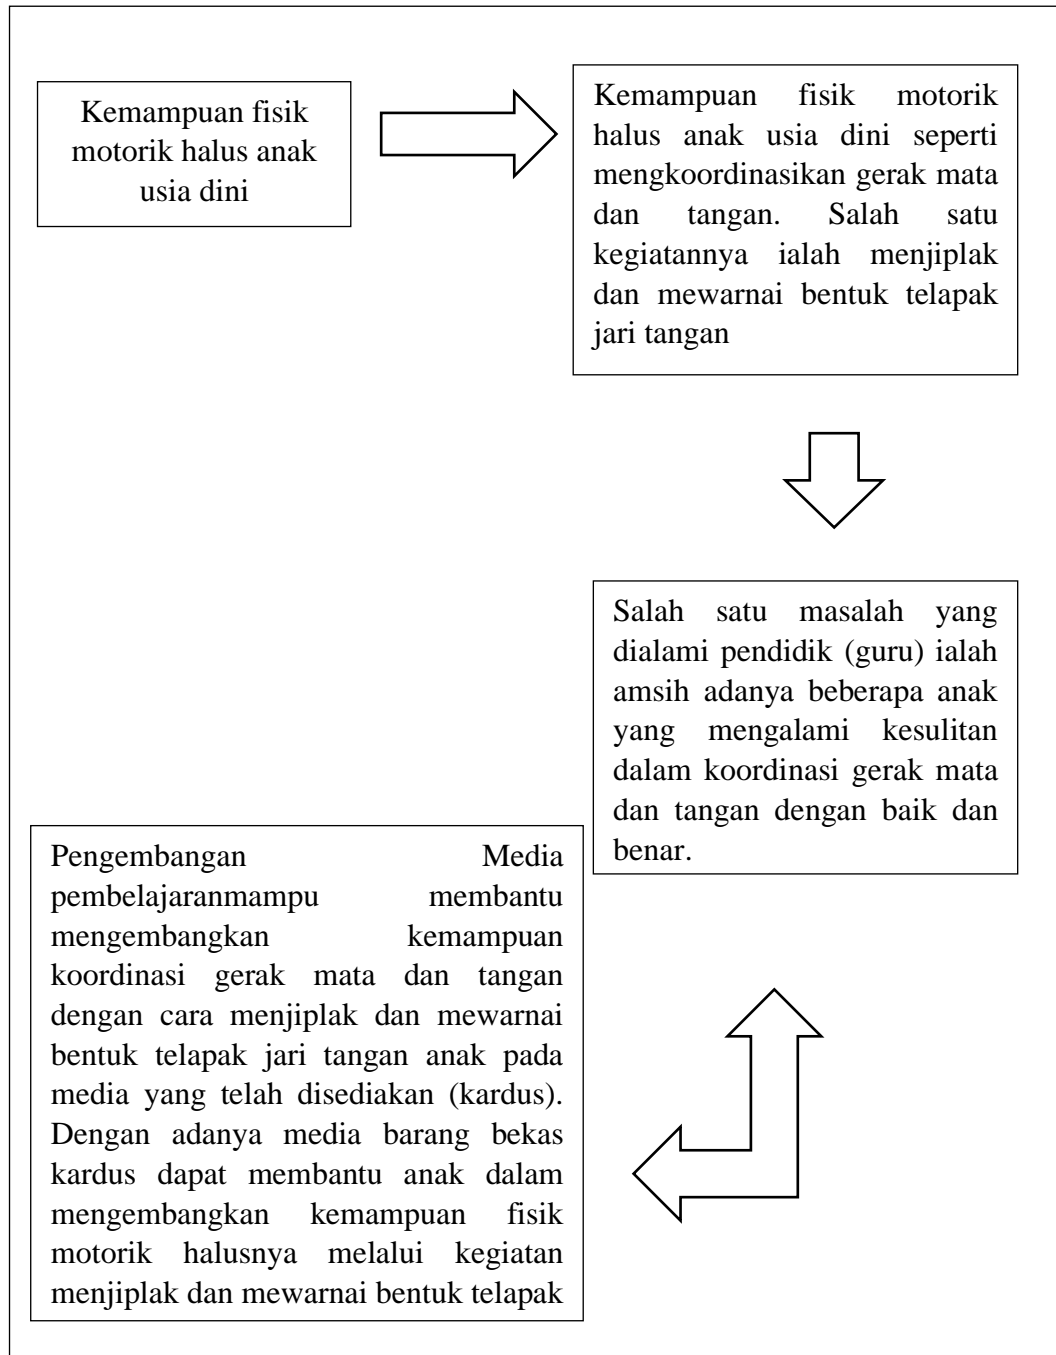 Kemampuan fisik
motorik halus anak
usia dini
Kemampuan fisik motorik
halus anak usia dini seperti
mengkoordinasikan gerak mata
dan tangan. Salah satu
kegiatannya ialah menjiplak
dan mewarnai bentuk telapak
jari tangan
Salah satu masalah yang
dialami pendidik (guru) ialah
amsih adanya beberapa anak
yang mengalami kesulitan
dalam koordinasi gerak mata
dan tangan dengan baik dan
benar.
Pengembangan Media
pembelajaranmampu membantu
mengembangkan kemampuan
koordinasi gerak mata dan tangan
dengan cara menjiplak dan mewarnai
bentuk telapak jari tangan anak pada
media yang telah disediakan (kardus).
Dengan adanya media barang bekas
kardus dapat membantu anak dalam
mengembangkan kemampuan fisik
motorik halusnya melalui kegiatan
menjiplak dan mewarnai bentuk telapak